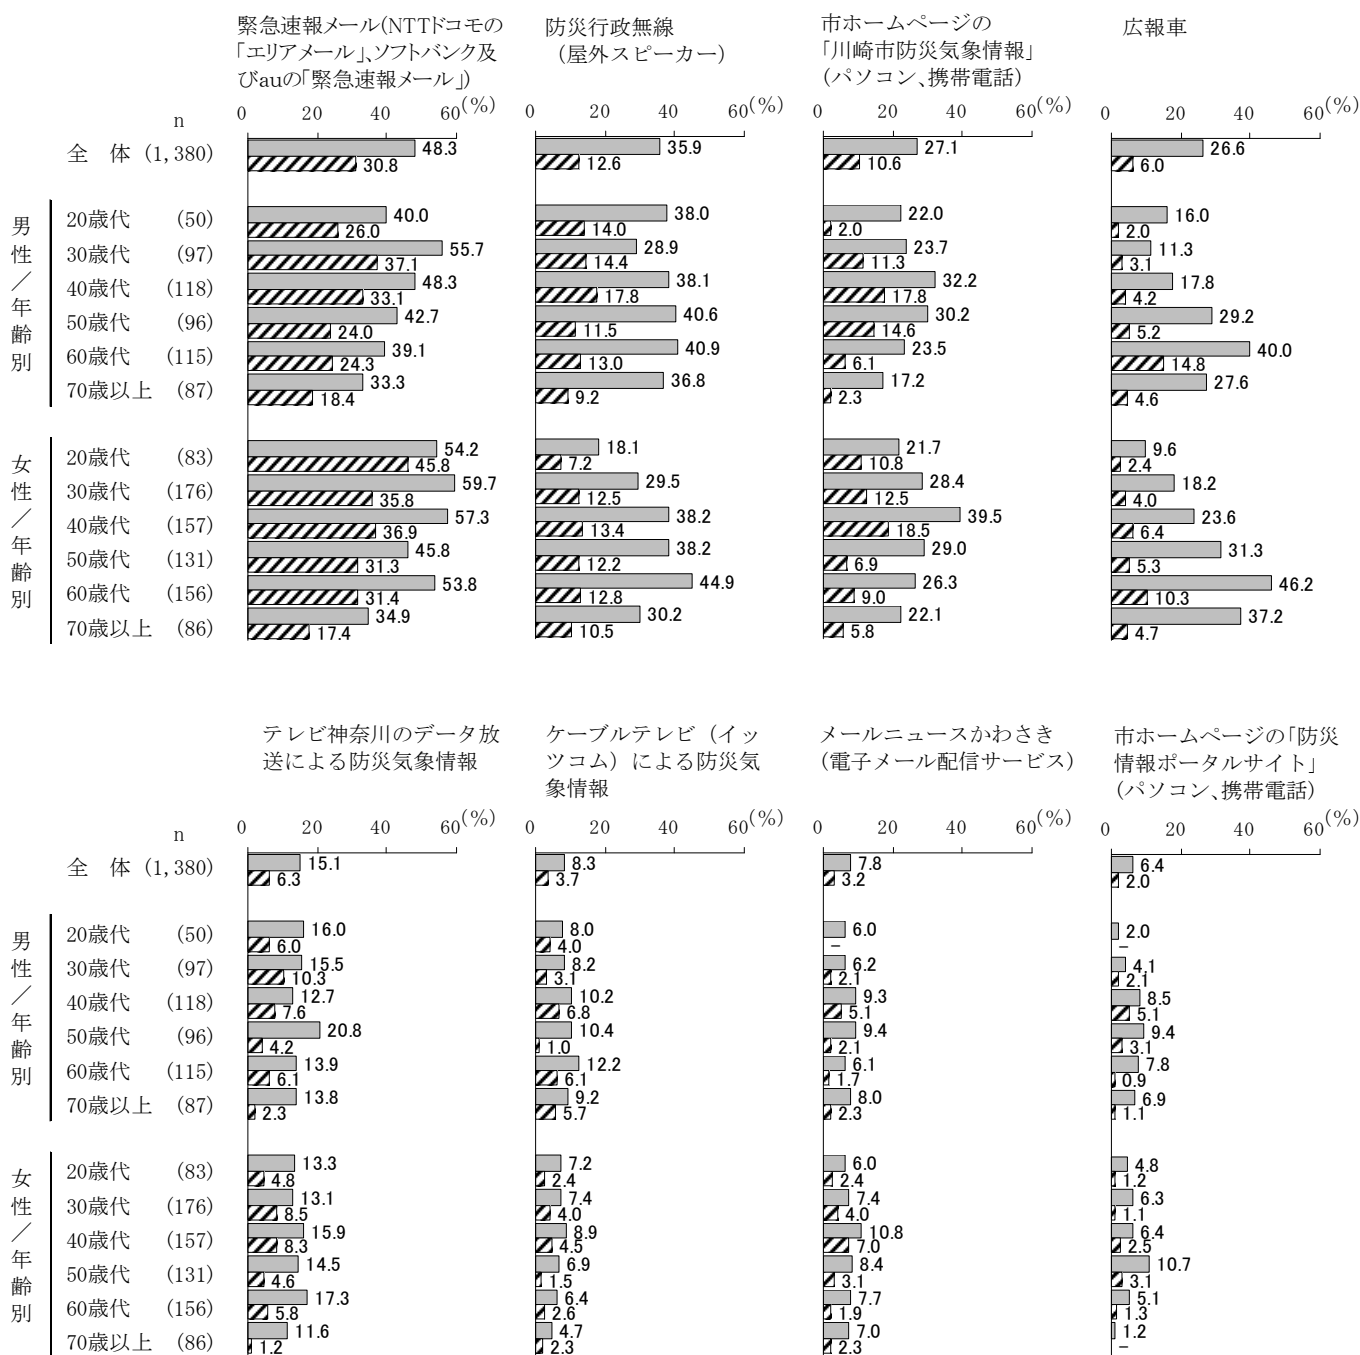 緊急速報メール(NTTドコモの
「エリアメール」、ソフトバンク及
びauの「緊急速報メール」)
防災行政無線
(屋外スピーカー)
市ホームページの
「川崎市防災気象情報」
(パソコン、携帯電話)
広報車
n
0 20 40 60(%)
0 20 40 60(%)
0 20 40 60(%)
0 20 40 60(%)
全 体 (1,380) 48.3 35.9 27.1 26.6
30.8 12.6 10.6 6.0
男性/年齢別
20歳代 (50) 40.0 38.0 22.0 16.0
26.0 14.0 2.0 2.0
30歳代 (97) 55.7 28.9 23.7 11.3
37.1 14.4 11.3 3.1
40歳代 (118) 48.3 38.1 32.2 17.8
33.1 17.8 17.8 4.2
50歳代 (96) 42.7 40.6 30.2 29.2
24.0 11.5 14.6 5.2
60歳代 (115) 39.1 40.9 23.5 40.0
24.3 13.0 6.1 14.8
70歳以上 (87) 33.3 36.8 17.2 27.6
18.4 9.2 2.3 4.6
女性/年齢別
20歳代 (83) 54.2 18.1 21.7 9.6
45.8 7.2 10.8 2.4
30歳代 (176) 59.7 29.5 28.4 18.2
35.8 12.5 12.5 4.0
40歳代 (157) 57.3 38.2 39.5 23.6
36.9 13.4 18.5 6.4
50歳代 (131) 45.8 38.2 29.0 31.3
31.3 12.2 6.9 5.3
60歳代 (156) 53.8 44.9 26.3 46.2
31.4 12.8 9.0 10.3
70歳以上 (86) 34.9 30.2 22.1 37.2
17.4 10.5 5.8 4.7
テレビ神奈川のデータ放
送による防災気象情報
ケーブルテレビ(イッ
ツコム)による防災気
象情報
メールニュースかわさき
(電子メール配信サービス)
市ホームページの「防災
情報ポータルサイト」
(パソコン、携帯電話)
n
0 20 40 60(%)
0 20 40 60(%)
0 20 40 60(%)
0 20 40 60(%)
全 体 (1,380) 15.1 8.3 7.8 6.4
6.3 3.7 3.2 2.0
男性/年齢別
20歳代 (50) 16.0 8.0 6.0 2.0
6.0 4.0 - -
30歳代 (97) 15.5 8.2 6.2 4.1
10.3 3.1 2.1 2.1
40歳代 (118) 12.7 10.2 9.3 8.5
7.6 6.8 5.1 5.1
50歳代 (96) 20.8 10.4 9.4 9.4
4.2 1.0 2.1 3.1
60歳代 (115) 13.9 12.2 6.1 7.8
6.1 6.1 1.7 0.9
70歳以上 (87) 13.8 9.2 8.0 6.9
2.3 5.7 2.3 1.1
女性/年齢別
20歳代 (83) 13.3 7.2 6.0 4.8
4.8 2.4 2.4 1.2
30歳代 (176) 13.1 7.4 7.4 6.3
8.5 4.0 4.0 1.1
40歳代 (157) 15.9 8.9 10.8 6.4
8.3 4.5 7.0 2.5
50歳代 (131) 14.5 6.9 8.4 10.7
4.6 1.5 3.1 3.1
60歳代 (156) 17.3 6.4 7.7 5.1
5.8 2.6 1.9 1.3
70歳以上 (86) 11.6 4.7 7.0 1.2
1.2 2.3 2.3 -